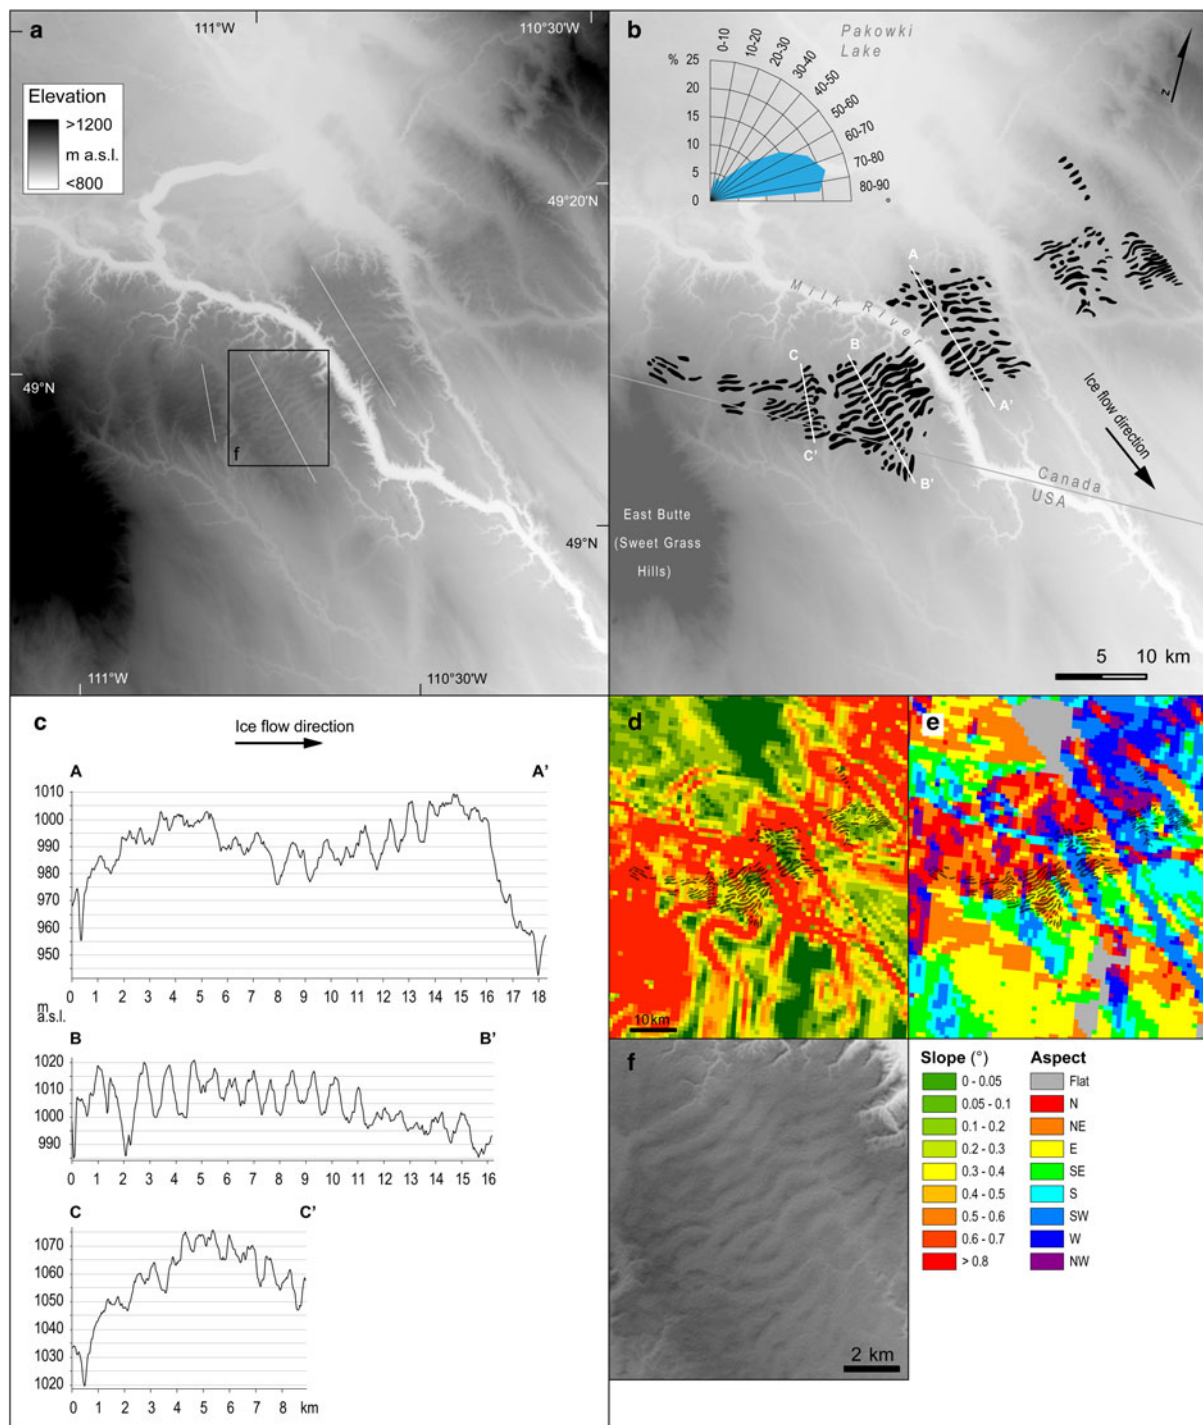 a
111°W
110°30'W
Elevation
>1200
m a.s.l.
<800
49°20'N
49°N
f
49°N
111°W
110°30'W
b
Pakowki
Lake
z
%
25
20
15
10
5
0
0-10
10-20
20-30
30-40
40-50
50-60
60-70
70-80
80-90
°
A
Milk River
B
C
A'
C'
B'
Ice flow direction
Canada
USA
East Butte
(Sweet Grass
Hills)
5 10 km
c
Ice flow direction
A A'
1010
1000
990
980
970
960
950
0 1 2 3 4 5 6 7 8 9 10 11 12 13 14 15 16 17 18
m
a.s.l.
B B'
1020
1010
1000
990
0 1 2 3 4 5 6 7 8 9 10 11 12 13 14 15 16
C C'
1070
1060
1050
1040
1030
1020
0 1 2 3 4 5 6 7 8 km
d
10km
e
f
2 km
Slope (°) Aspect
0 - 0.05 Flat
0.05 - 0.1 N
0.1 - 0.2 NE
0.2 - 0.3 E
0.3 - 0.4 SE
0.4 - 0.5 S
0.5 - 0.6 SW
0.6 - 0.7 W
> 0.8 NW